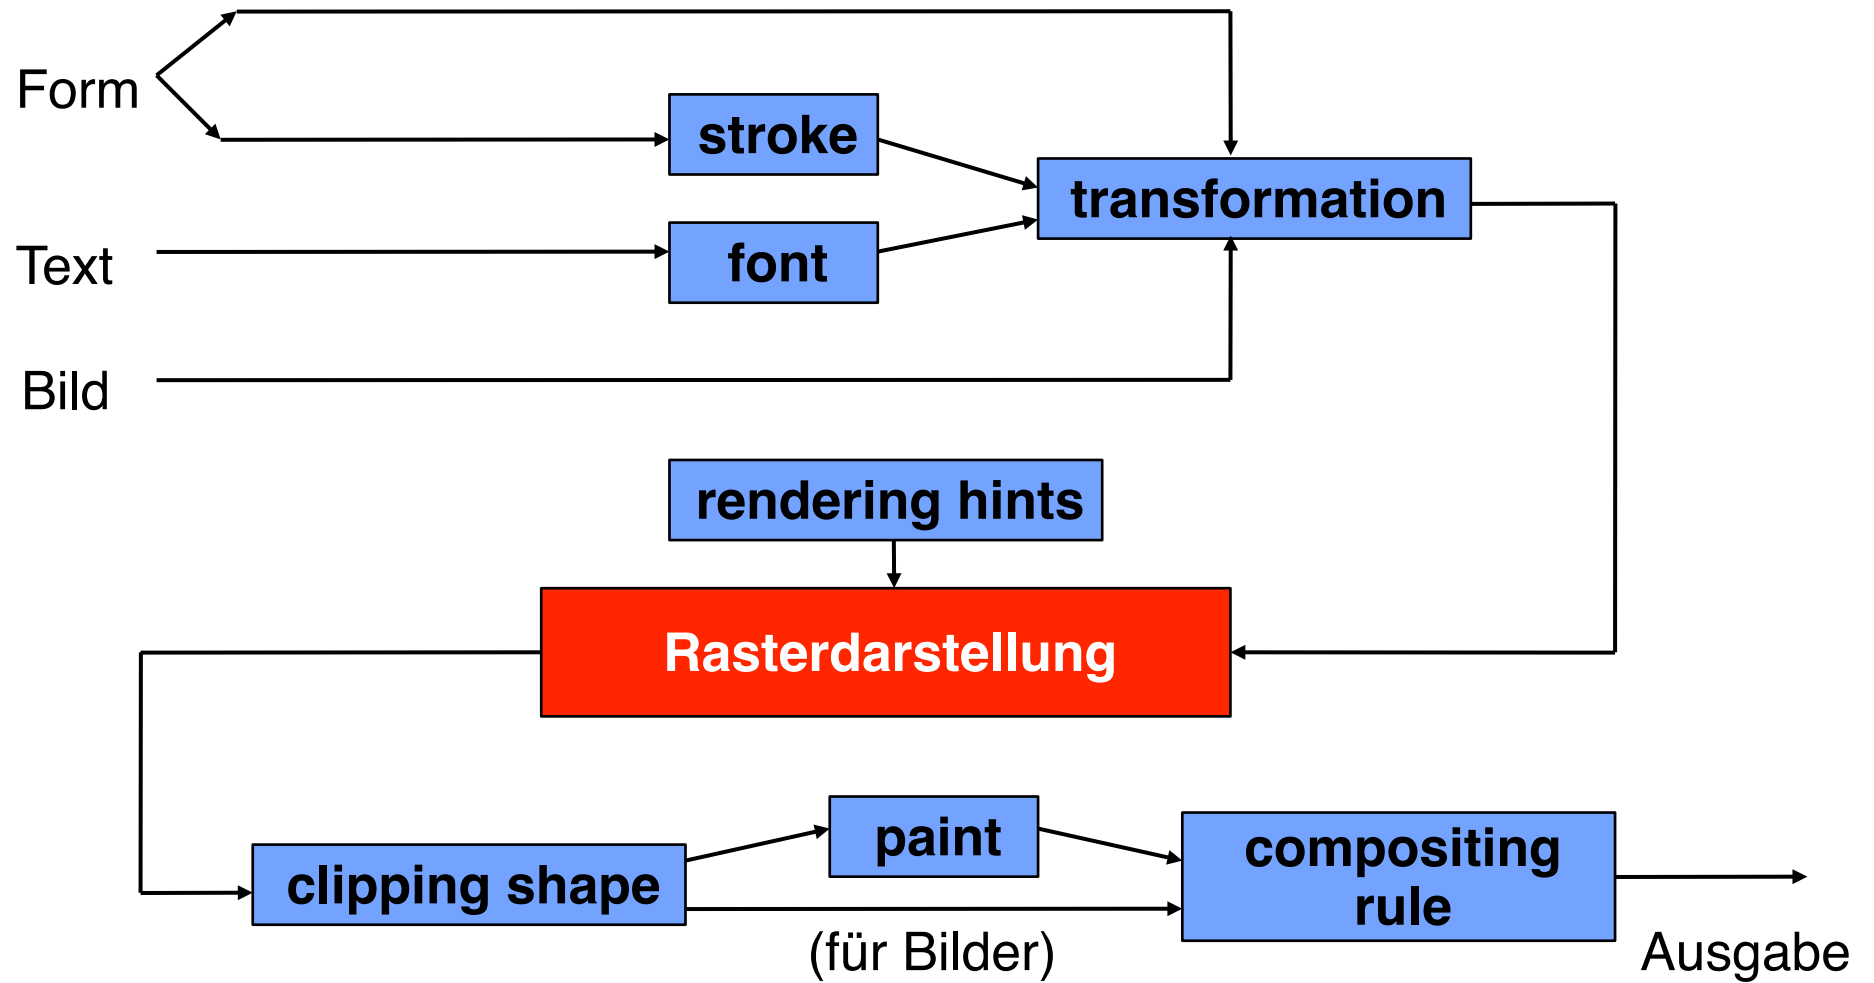 Form
stroke
transformation
Text
font
Bild
rendering hints
Rasterdarstellung
paint
compositing
rule
clipping shape
(für Bilder)
Ausgabe